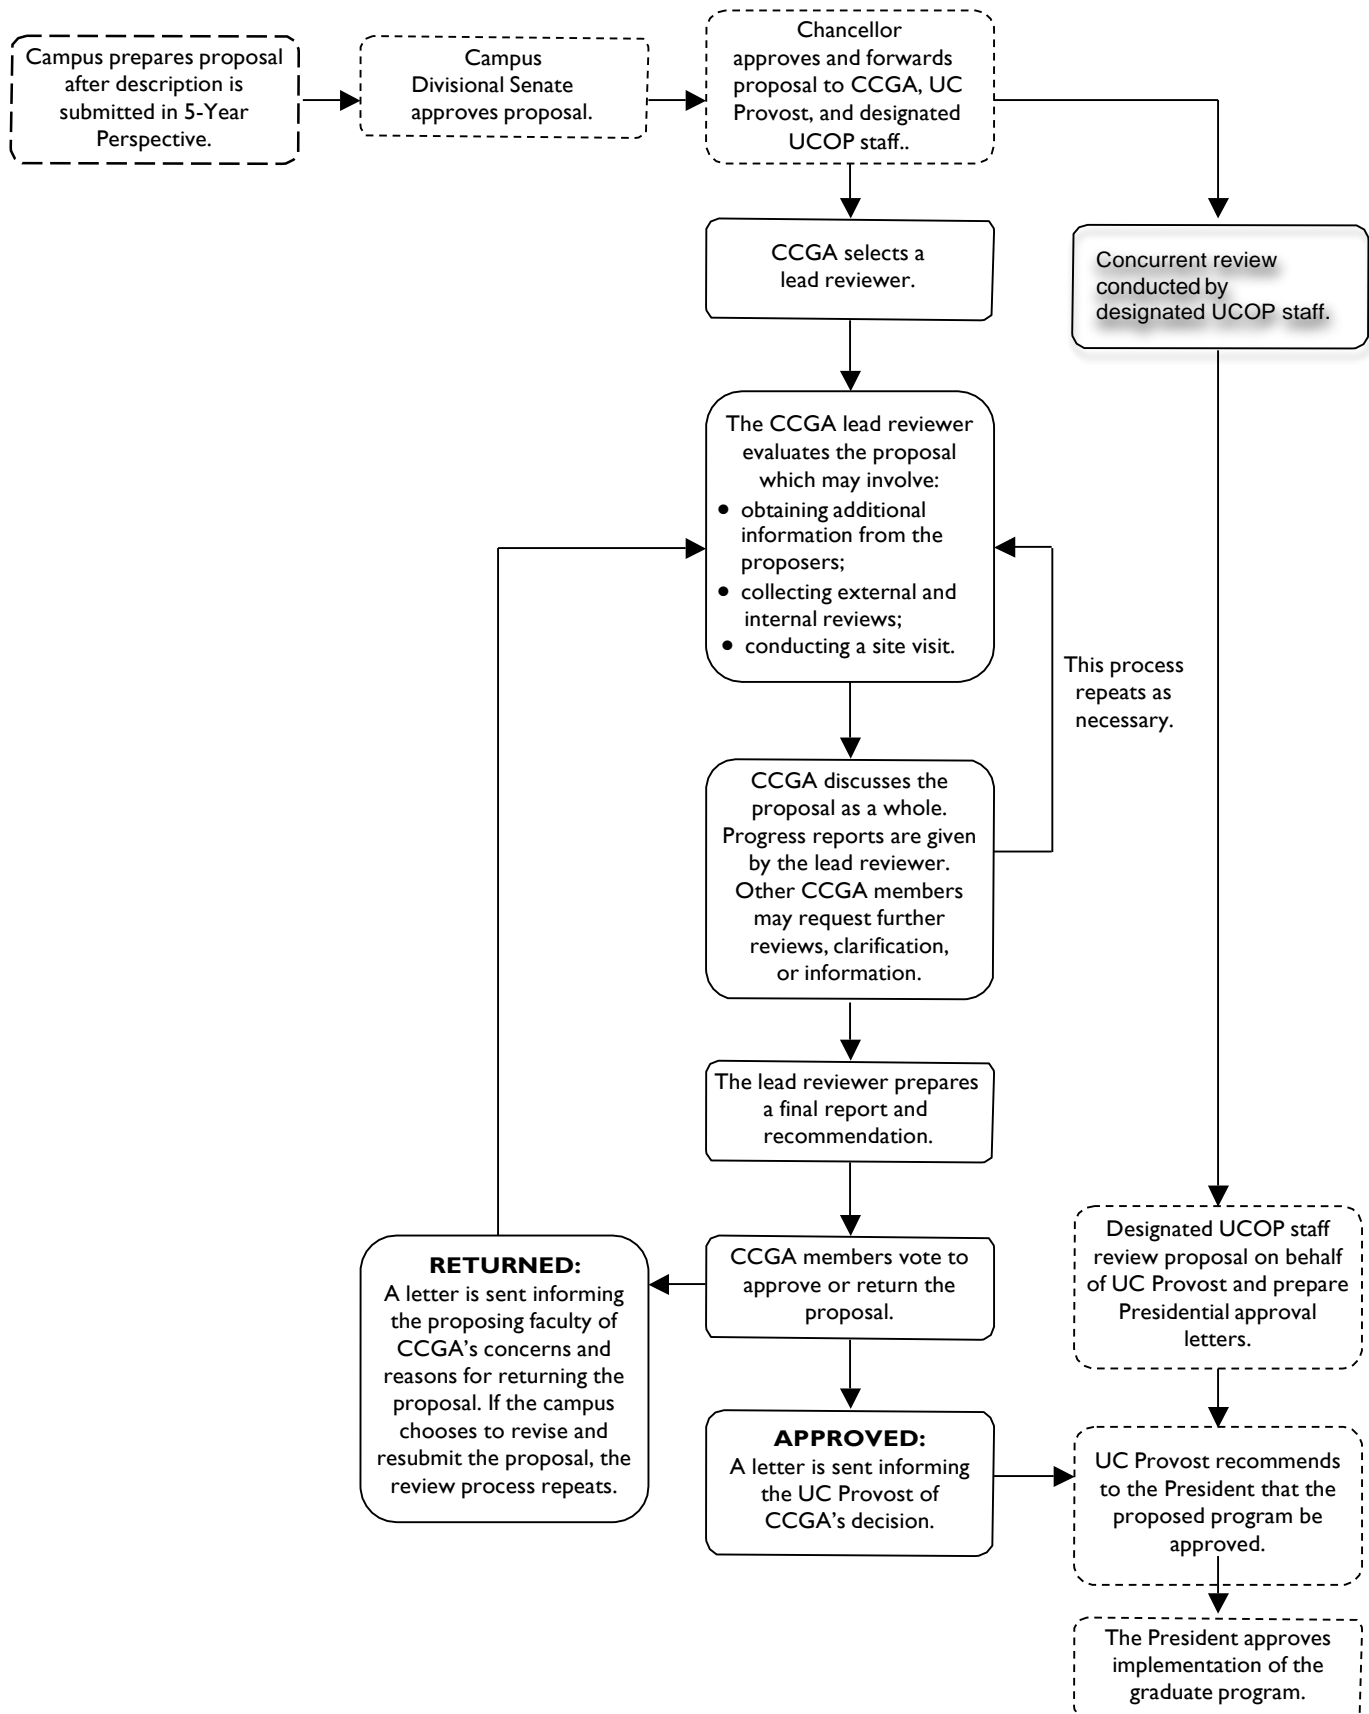 Campus prepares proposal
after description is
submitted in 5-Year
Perspective.
Campus
Divisional Senate
approves proposal.
Chancellor
approves and forwards
proposal to CCGA, UC
Provost, and designated
UCOP staff..
CCGA selects a
lead reviewer.
Concurrent review
conducted by
designated UCOP staff.
The CCGA lead reviewer
evaluates the proposal
which may involve:
• obtaining additional
information from the
proposers;
• collecting external and
internal reviews;
• conducting a site visit.
This process
repeats as
necessary.
CCGA discusses the
proposal as a whole.
Progress reports are given
by the lead reviewer.
Other CCGA members
may request further
reviews, clarification,
or information.
The lead reviewer prepares
a final report and
recommendation.
RETURNED:
A letter is sent informing
the proposing faculty of
CCGA’s concerns and
reasons for returning the
proposal. If the campus
chooses to revise and
resubmit the proposal, the
review process repeats.
CCGA members vote to
approve or return the
proposal.
Designated UCOP staff
review proposal on behalf
of UC Provost and prepare
Presidential approval
letters.
APPROVED:
A letter is sent informing
the UC Provost of
CCGA’s decision.
UC Provost recommends
to the President that the
proposed program be
approved.
The President approves
implementation of the
graduate program.